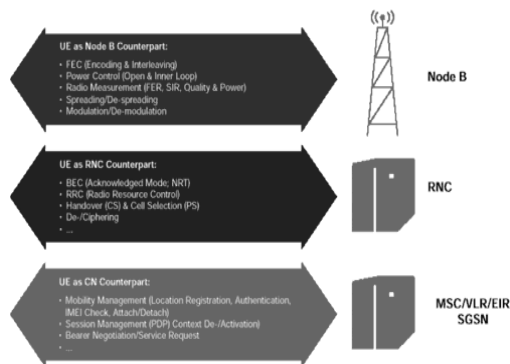 UE as Node B Counterpart:
• FEC (Encoding & Interleaving)
• Power Control (Open & Inner Loop)
• Radio Measurement (FER, SIR, Quality & Power)
• Spreading/De-spreading
• Modulation/De-modulation
Node B
UE as RNC Counterpart:
• BEC (Acknowledged Mode; NRT)
• RRC (Radio Resource Control)
• Handover (CS) & Cell Selection (PS)
• De-/Ciphering
• ...
RNC
UE as CN Counterpart:
• Mobility Management (Location Registration, Authentication,
IMEI Check, Attach/Detach)
• Session Management (PDP) Context De-/Activation)
• Bearer Negotiation/Service Request
• ...
MSC/VLR/EIR
SGSN